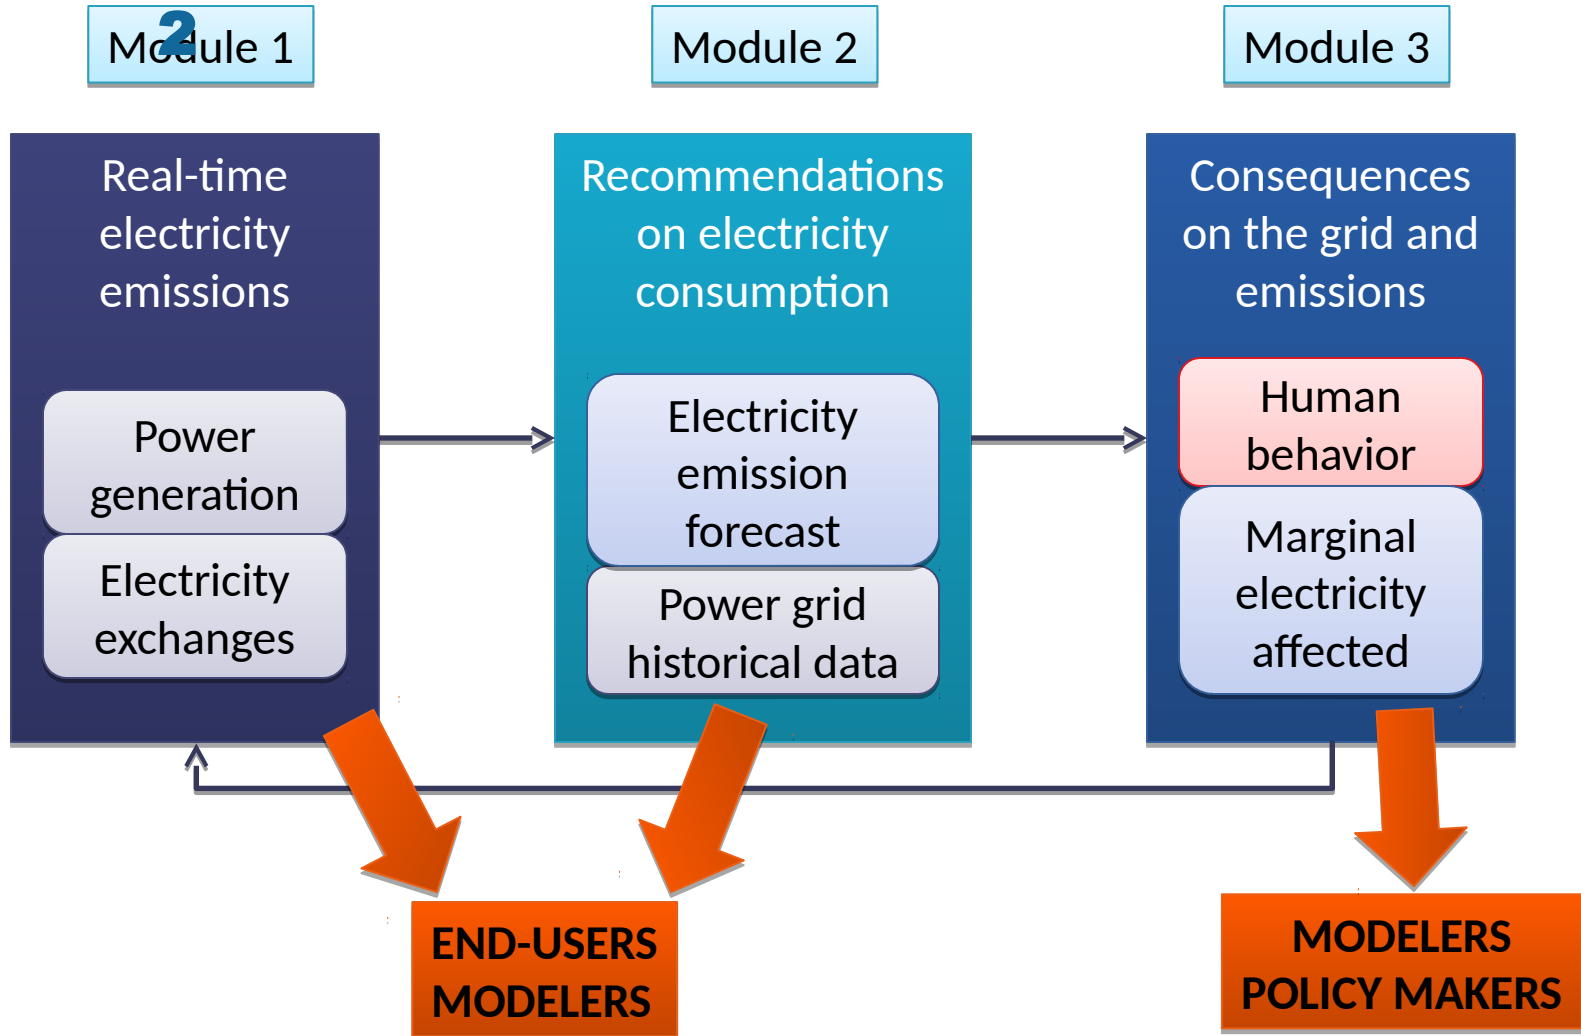 2
Module 1
Module 2
Module 3
Real-time
electricity
emissions
Power
generation
Electricity
exchanges
Recommendations
on electricity
consumption
Electricity
emission
forecast
Power grid
historical data
Consequences
on the grid and
emissions
Human
behavior
Marginal
electricity
affected
END-USERS
MODELERS
MODELERS
POLICY MAKERS